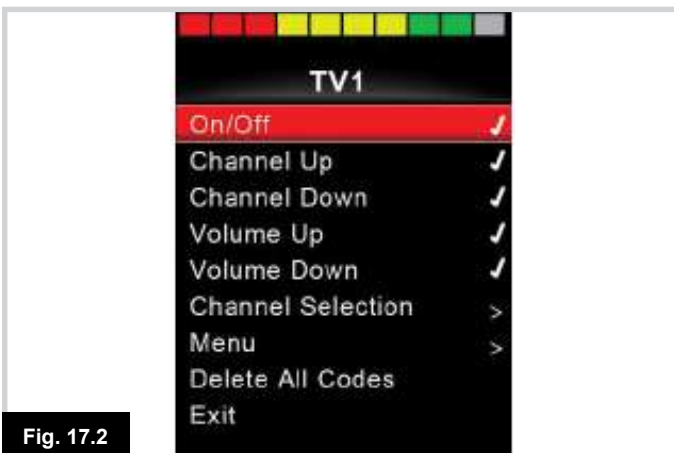 TV1
On/Off ✓
Channel Up ✓
Channel Down ✓
Volume Up ✓
Volume Down ✓
Channel Selection >
Menu >
Delete All Codes
Exit
Fig. 17.2